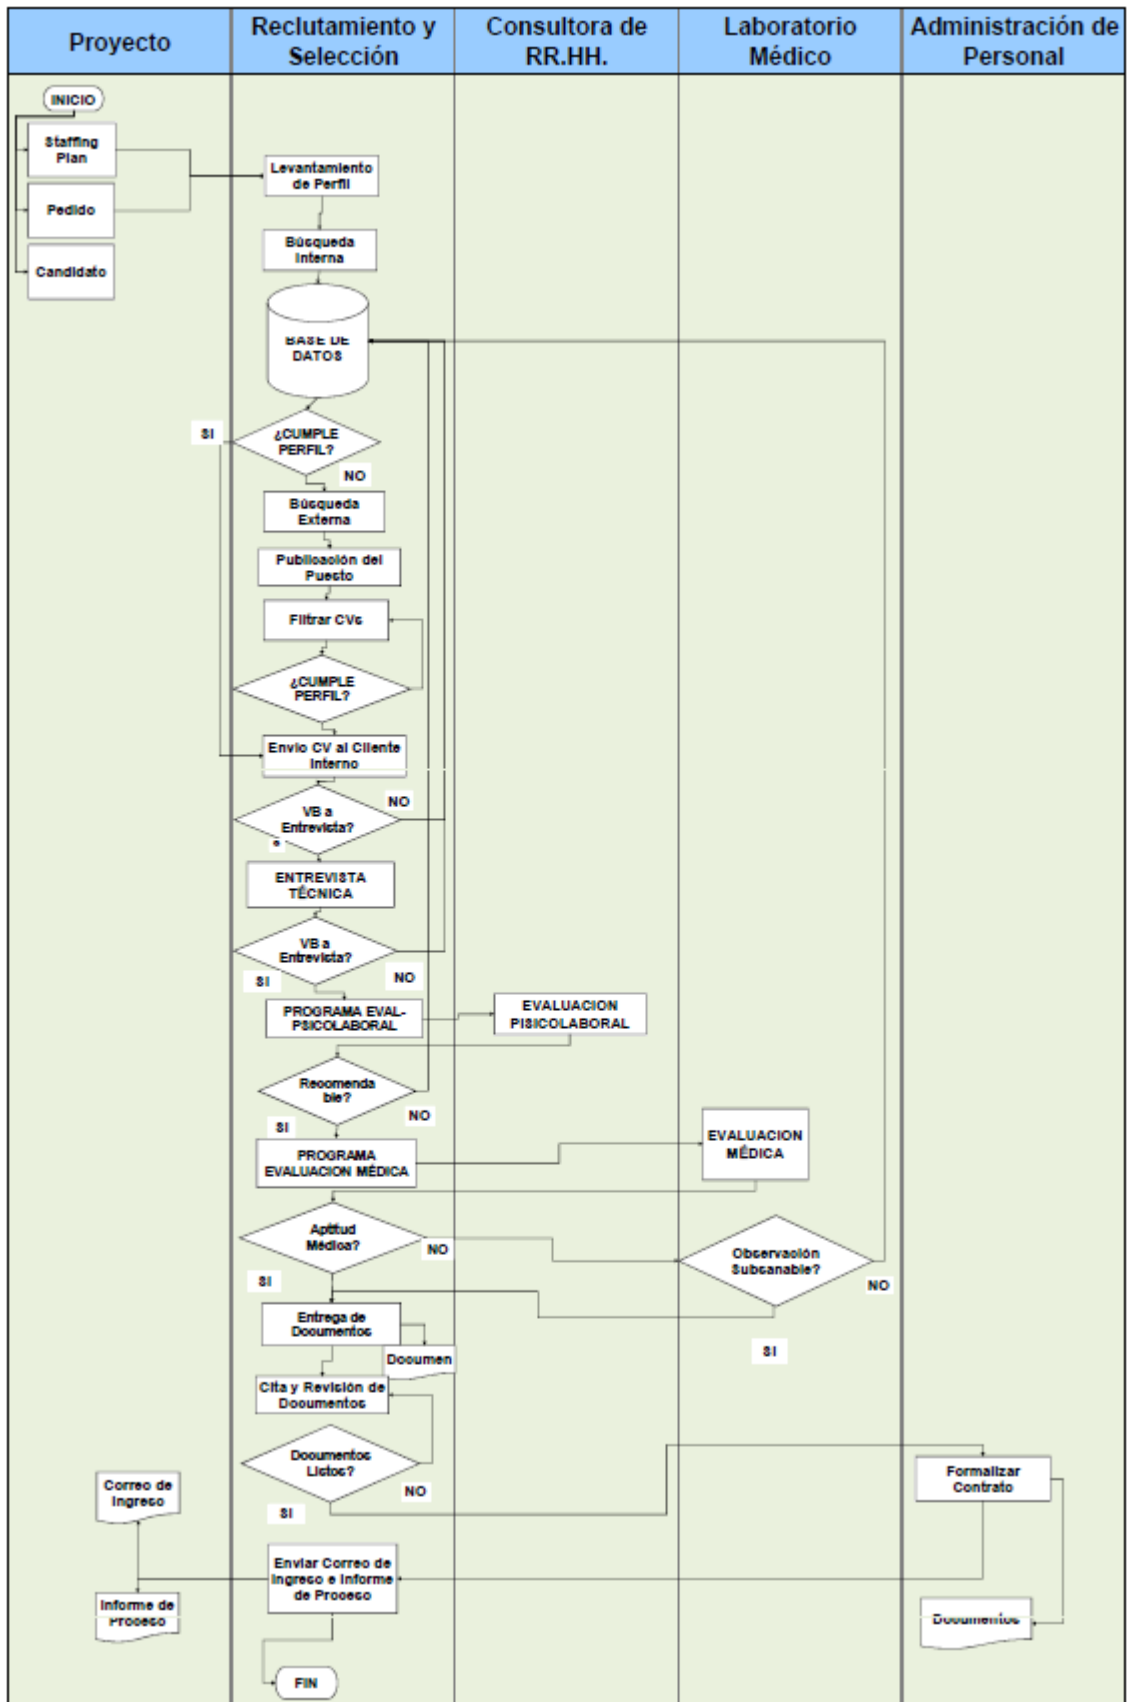 Proyecto
Reclutamiento y
Selección
Consultora de
RR.HH.
Laboratorio
Médico
Administración de
Personal
INICIO
Staffing
Plan
Pedido
Candidato
Levantamiento
de Perfil
Búsqueda
Interna
BASE DE
DATOS
SI
¿CUMPLE
PERFIL?
NO
Búsqueda
Externa
Publicación del
Puesto
Filtrar CVs
¿CUMPLE
PERFIL?
Envio CV al Cliente
Interno
NO
VB a
Entrevista?
ENTREVISTA
TÉCNICA
VB a
Entrevista?
SI
NO
PROGRAMA EVAL-
PSICOLABORAL
EVALUACION
PISICOLABORAL
Recomenda
ble?
NO
SI
PROGRAMA
EVALUACION MÉDICA
EVALUACION
MÉDICA
Aptitud
Médica?
NO
Observación
Subsanable?
NO
SI
SI
Entrega de
Documentos
Documen
Cita y Revisión de
Documentos
Documentos
Listos?
NO
SI
Formalizar
Contrato
Correo de
Ingreso
Enviar Correo de
Ingreso e Informe
de Proceso
Informe de
Proceso
Documentos
FIN